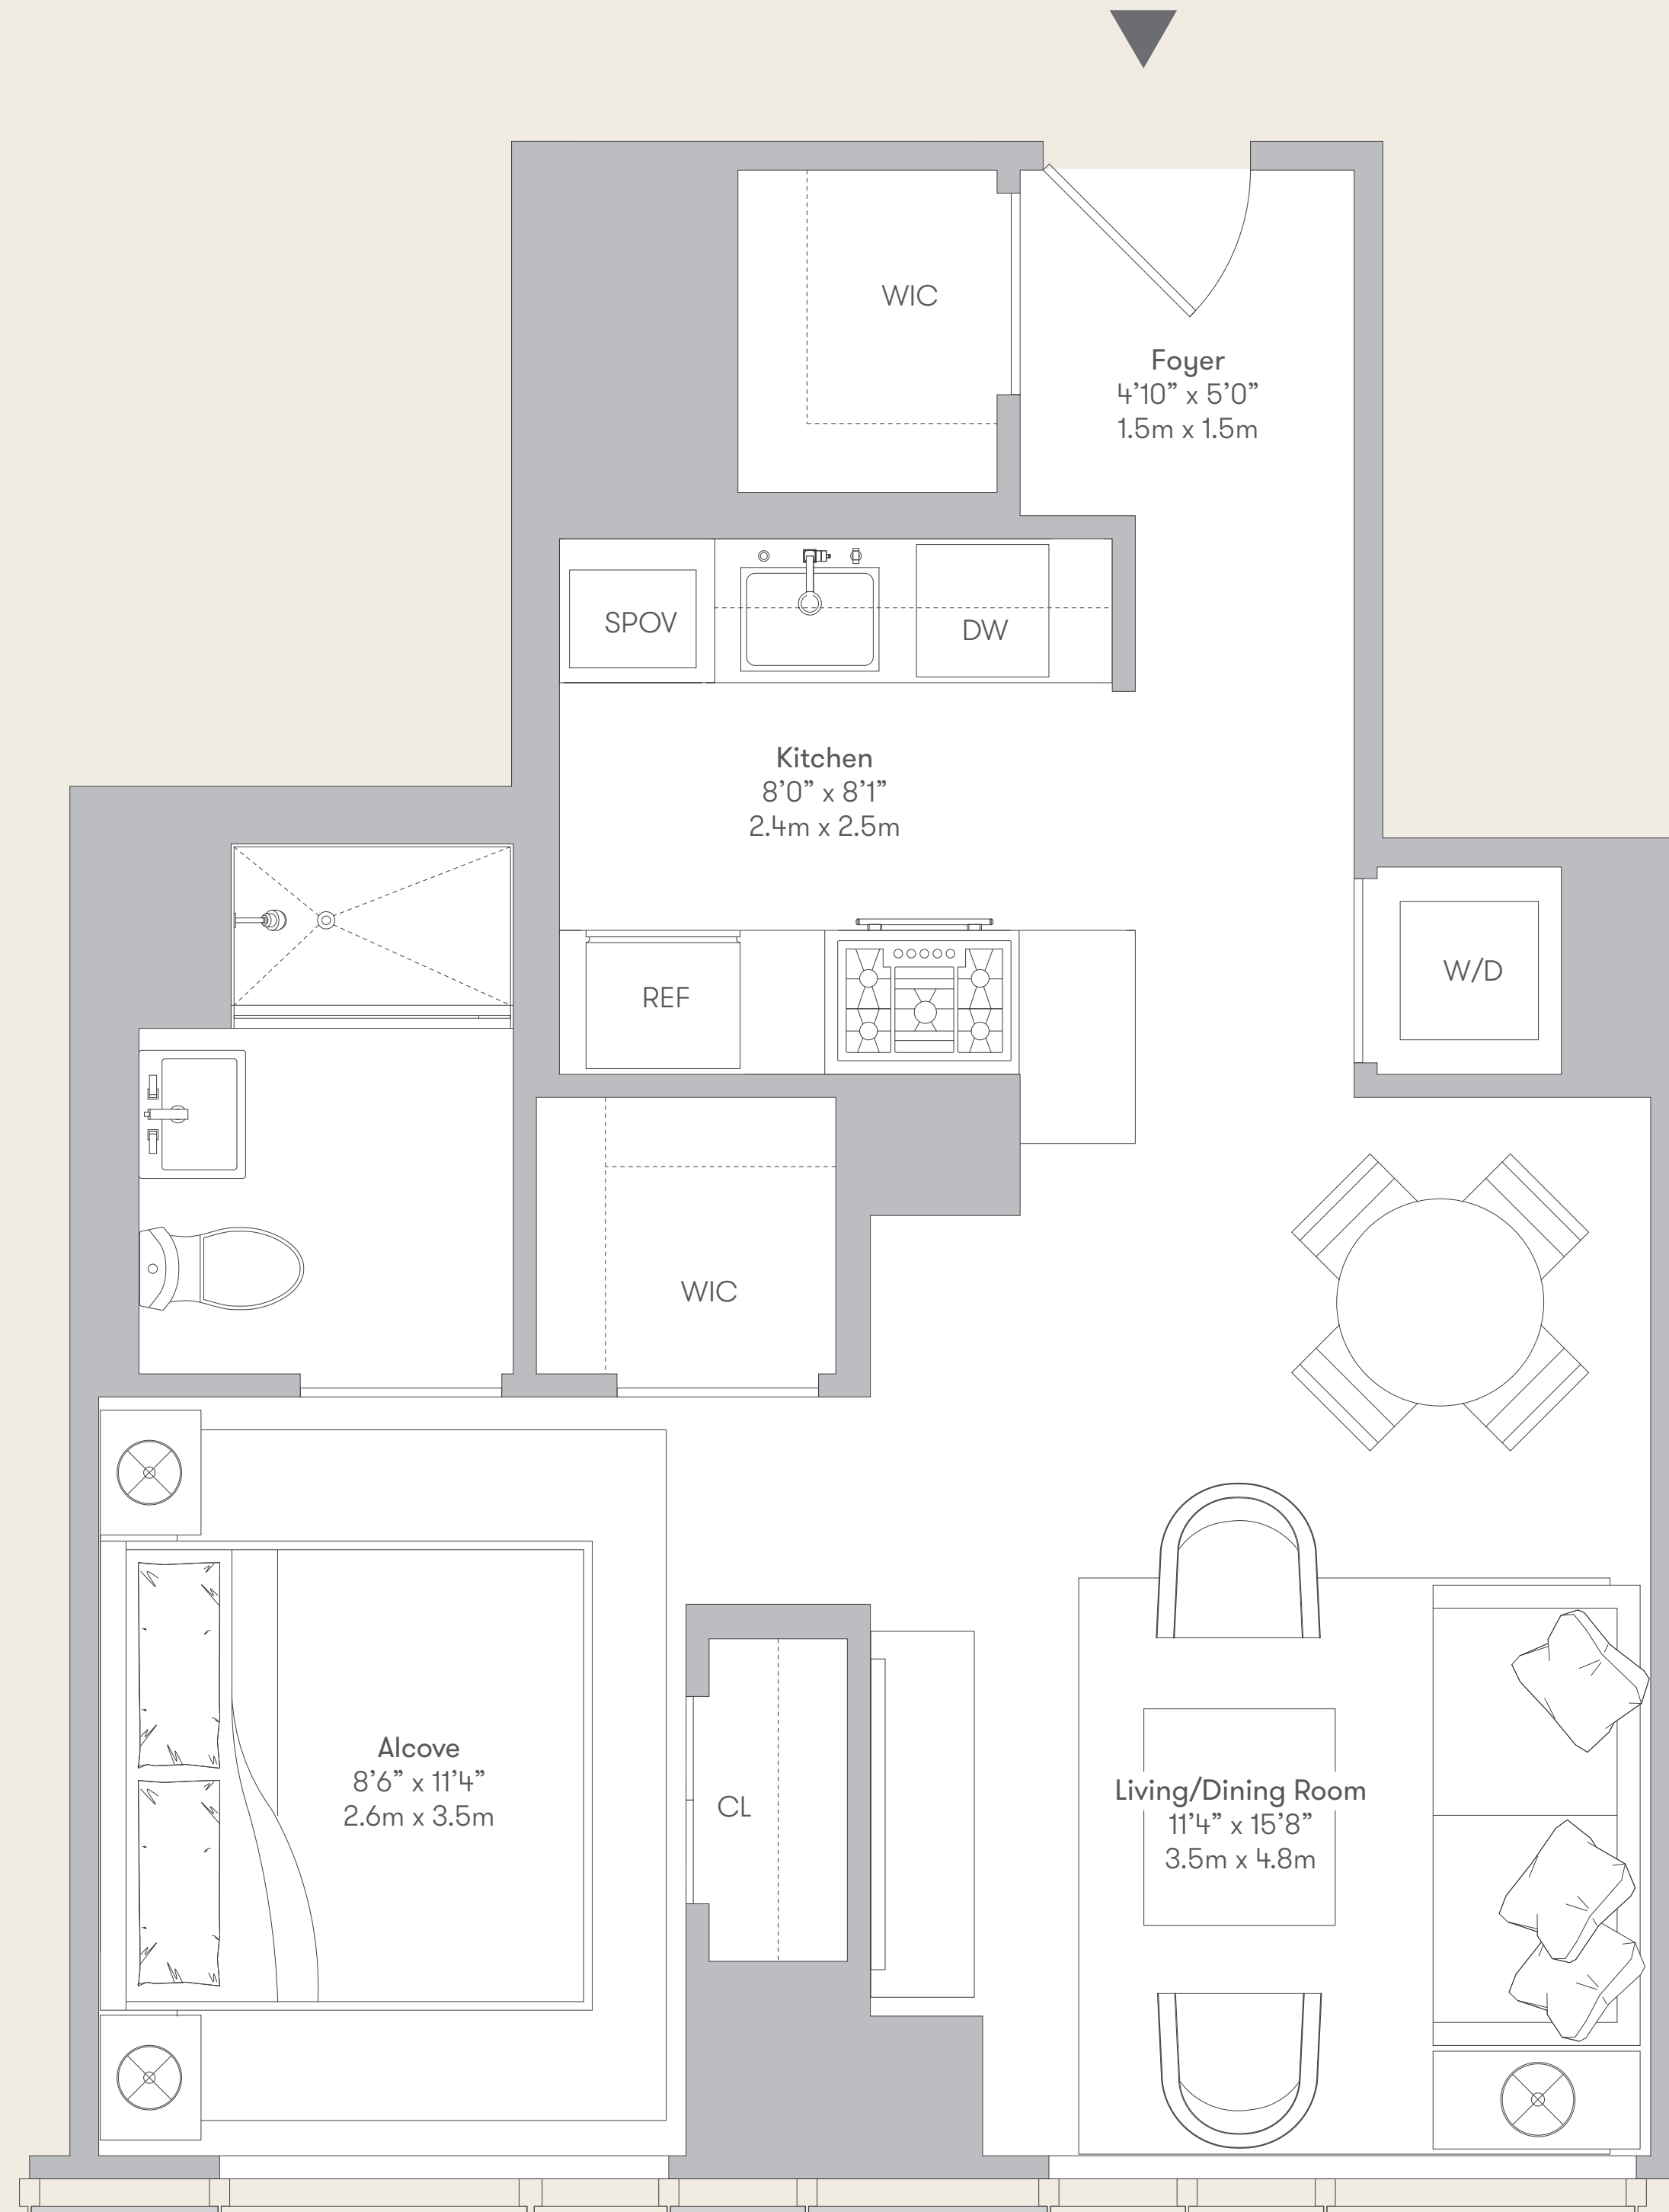 WIC
Foyer
4’10” x 5’0”
1.5m x 1.5m
SPOV
DW
Kitchen
8’0” x 8’1”
2.4m x 2.5m
REF
W/D
WIC
Alcove
8’6” x 11’4”
2.6m x 3.5m
CL
Living/Dining Room
11’4” x 15’8”
3.5m x 4.8m